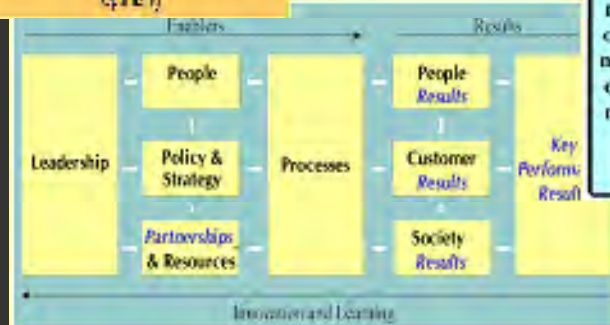 Enablers
Results
People
People
Results
Leadership
Policy &
Strategy
Processes
Customer
Results
Key
Result
Partnerships
& Resources
Society
Results
Innovation and Learning